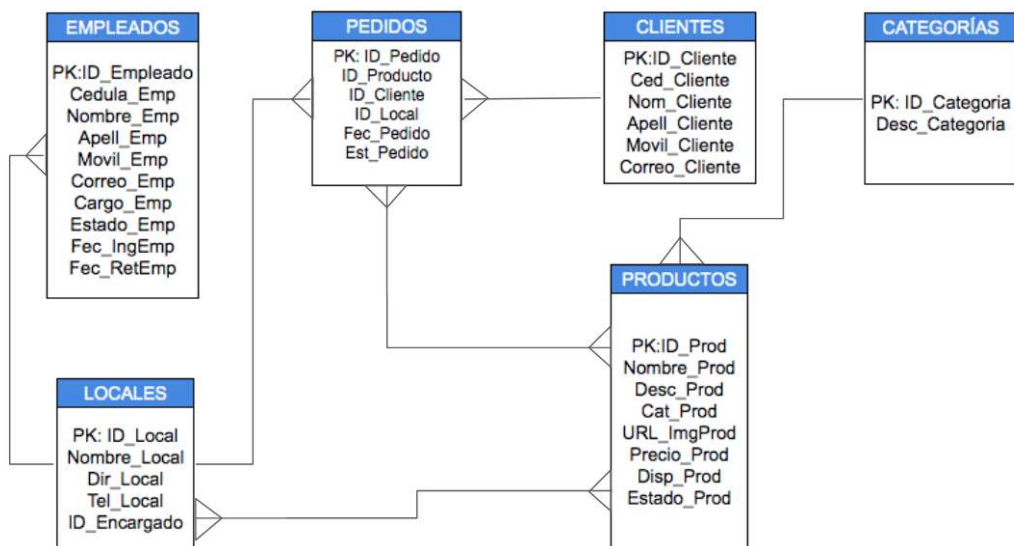 EMPLEADOS
PK:ID_Empleado
Cedula_Emp
Nombre_Emp
Apell_Emp
Movil_Emp
Correo_Emp
Cargo_Emp
Estado_Emp
Fec_IngEmp
Fec_RetEmp
PEDIDOS
PK: ID_Pedido
ID_Producto
ID_Cliente
ID_Local
Fec_Pedido
Est_Pedido
CLIENTES
PK:ID_Cliente
Ced_Cliente
Nom_Cliente
Apell_Cliente
Movil_Cliente
Correo_Cliente
CATEGORÍAS
PK: ID_Categoria
Desc_Categoria
LOCALES
PK: ID_Local
Nombre_Local
Dir_Local
Tel_Local
ID_Encargado
PRODUCTOS
PK:ID_Prod
Nombre_Prod
Desc_Prod
Cat_Prod
URL_ImgProd
Precio_Prod
Disp_Prod
Estado_Prod